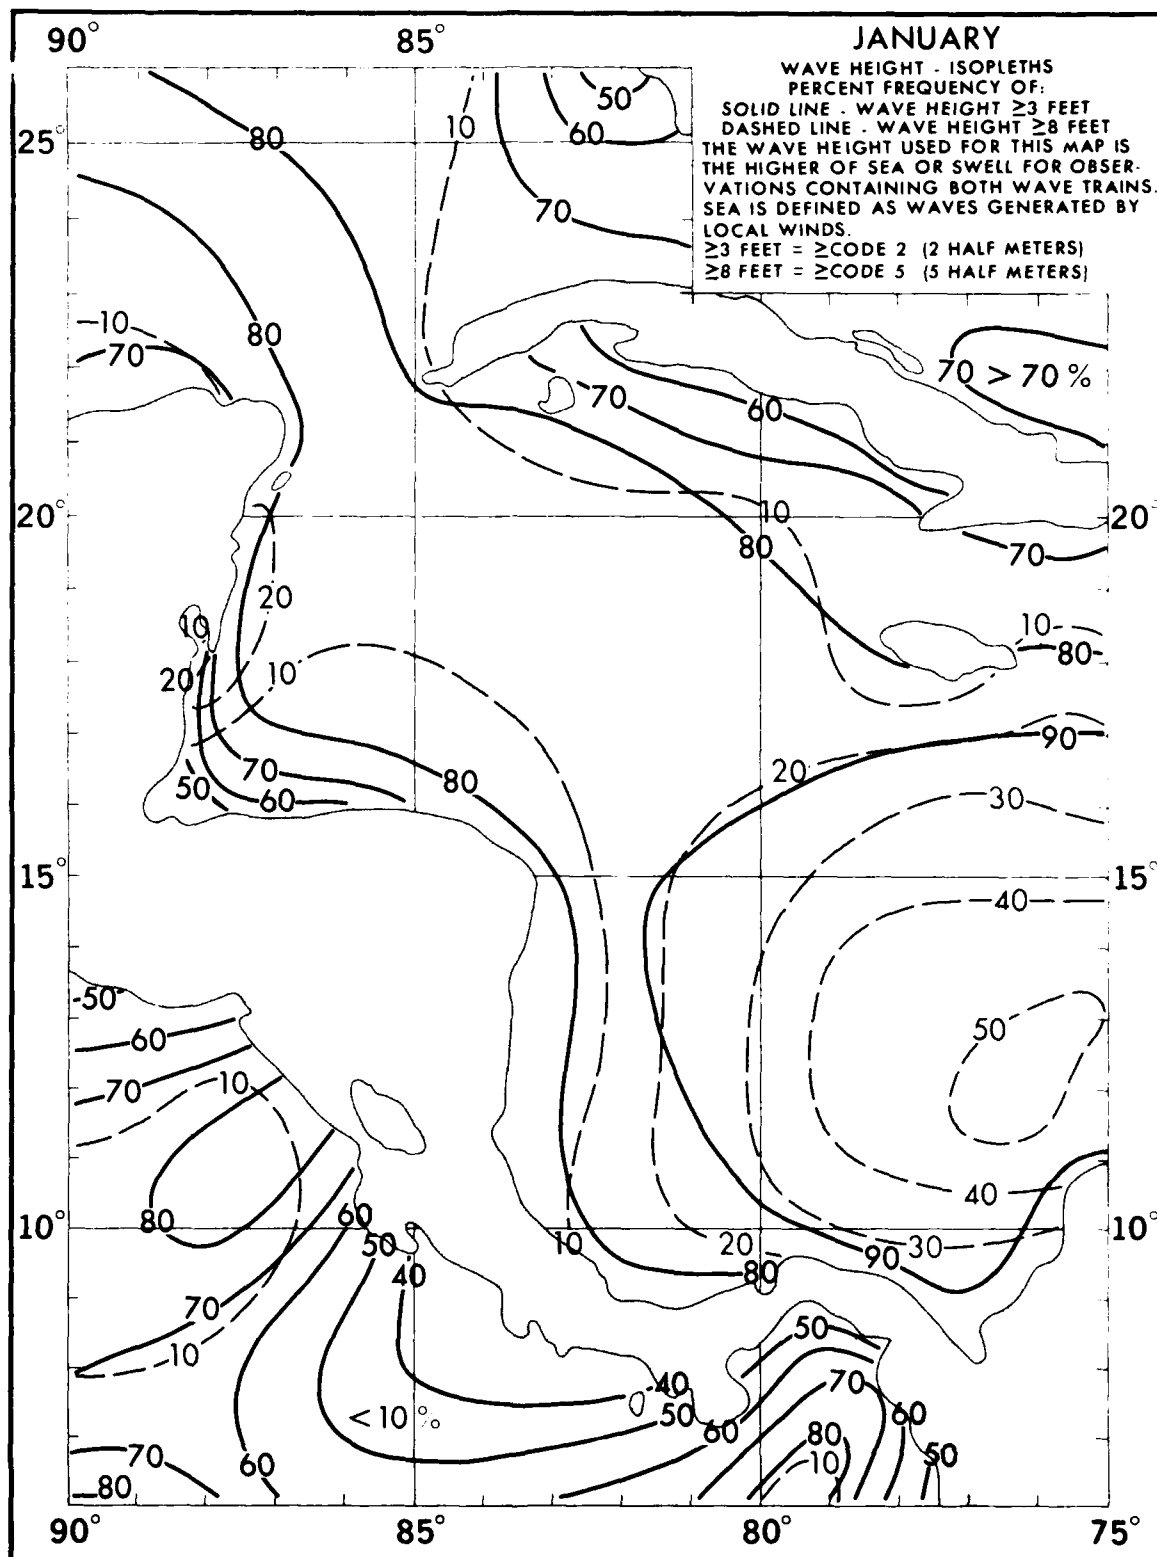 90° 85°
JANUARY
WAVE HEIGHT - ISOPLETHS
PERCENT FREQUENCY OF:
SOLID LINE - WAVE HEIGHT ≥3 FEET
DASHED LINE - WAVE HEIGHT ≥8 FEET
THE WAVE HEIGHT USED FOR THIS MAP IS
THE HIGHER OF SEA OR SWELL FOR OBSER-
VATIONS CONTAINING BOTH WAVE TRAINS.
SEA IS DEFINED AS WAVES GENERATED BY
LOCAL WINDS.
≥3 FEET = ≥CODE 2 (2 HALF METERS)
≥8 FEET = ≥CODE 5 (5 HALF METERS)
50
10 60
80
25°
70
10 80
70
70 > 70 %
70 60
20° 10 20°
80 70
20
10 10
20 10 80
90
50 70 80 20
60 30
15° 15°
40
50
50
60
70 10
40
80 60 10°
10° 50 10 20 90 30
40 80
70
10 50
40 70
<10% 50 60
70 60 60 80
80 10 50
90° 85° 80° 75°